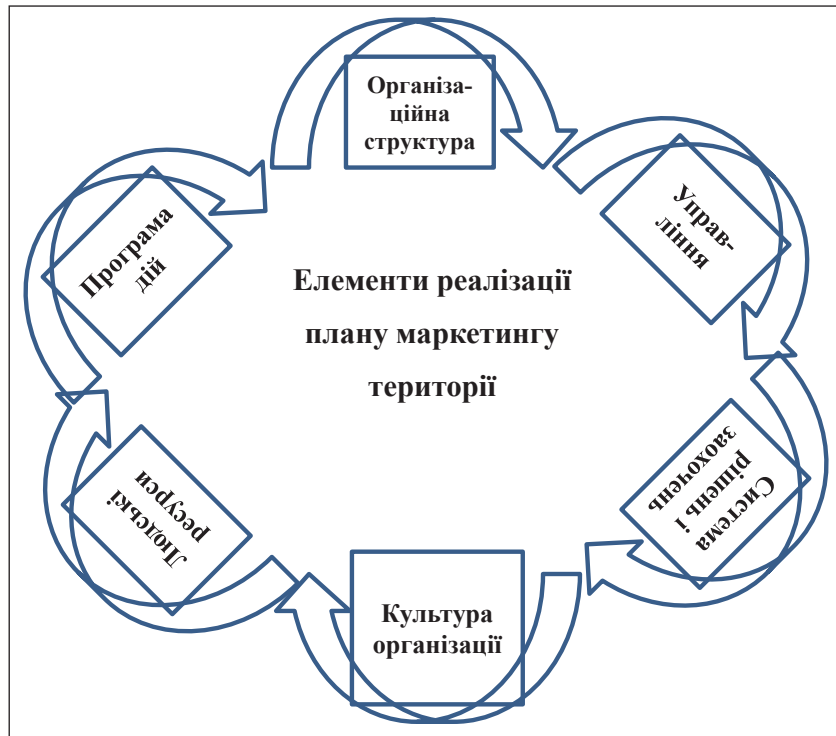 Організа-
ційна
структура
Управ-
ління
Система
рішень і
заохочень
Культура
організації
Людські
ресурси
Програма
дій
Елементи реалізації
плану маркетингу
території